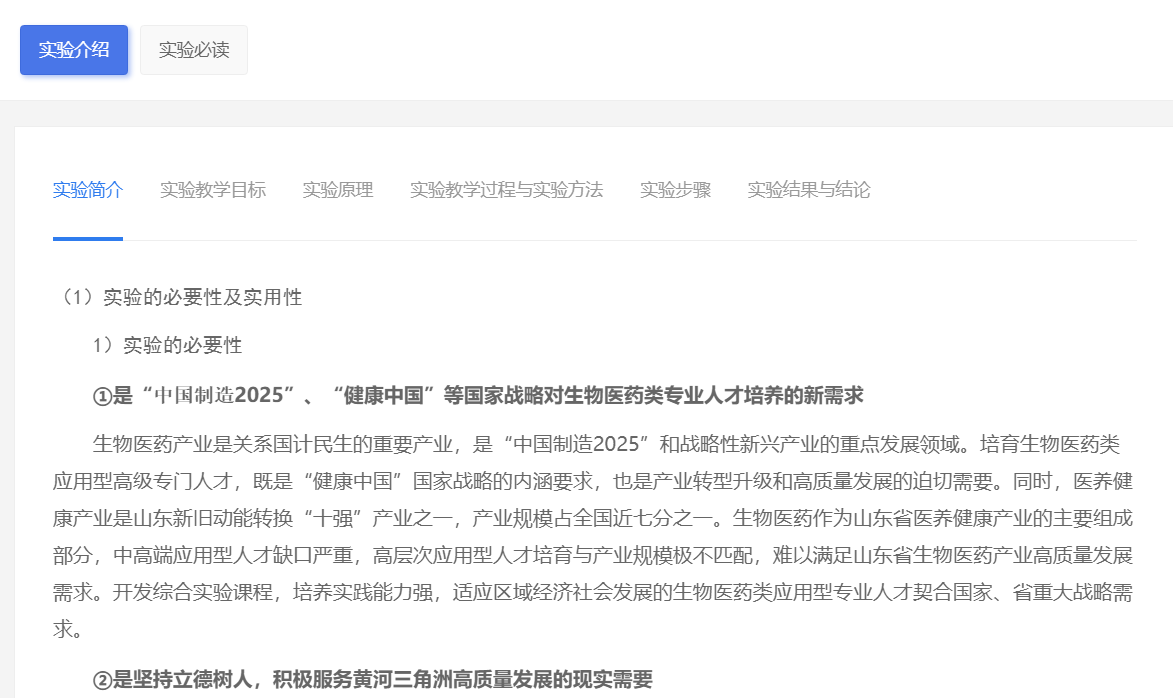 实验介绍 实验必读
实验简介 实验教学目标 实验原理 实验教学过程与实验方法 实验步骤 实验结果与结论
（1）实验的必要性及实用性
1）实验的必要性
①是“中国制造2025”、“健康中国”等国家战略对生物医药类专业人才培养的新需求
生物医药产业是关系国计民生的重要产业，是“中国制造2025”和战略性新兴产业的重点发展领域。培育生物医药类
应用型高级专门人才，既是“健康中国”国家战略的内涵要求，也是产业转型升级和高质量发展的迫切需要。同时，医养健
康产业是山东新旧动能转换“十强”产业之一，产业规模占全国近七分之一。生物医药作为山东省医养健康产业的主要组成
部分，中高端应用型人才缺口严重，高层次应用型人才培育与产业规模极不匹配，难以满足山东省生物医药产业高质量发展
需求。开发综合实验课程，培养实践能力强，适应区域经济社会发展的生物医药类应用型专业人才契合国家、省重大战略需
求。
②是坚持立德树人，积极服务黄河三角洲高质量发展的现实需要